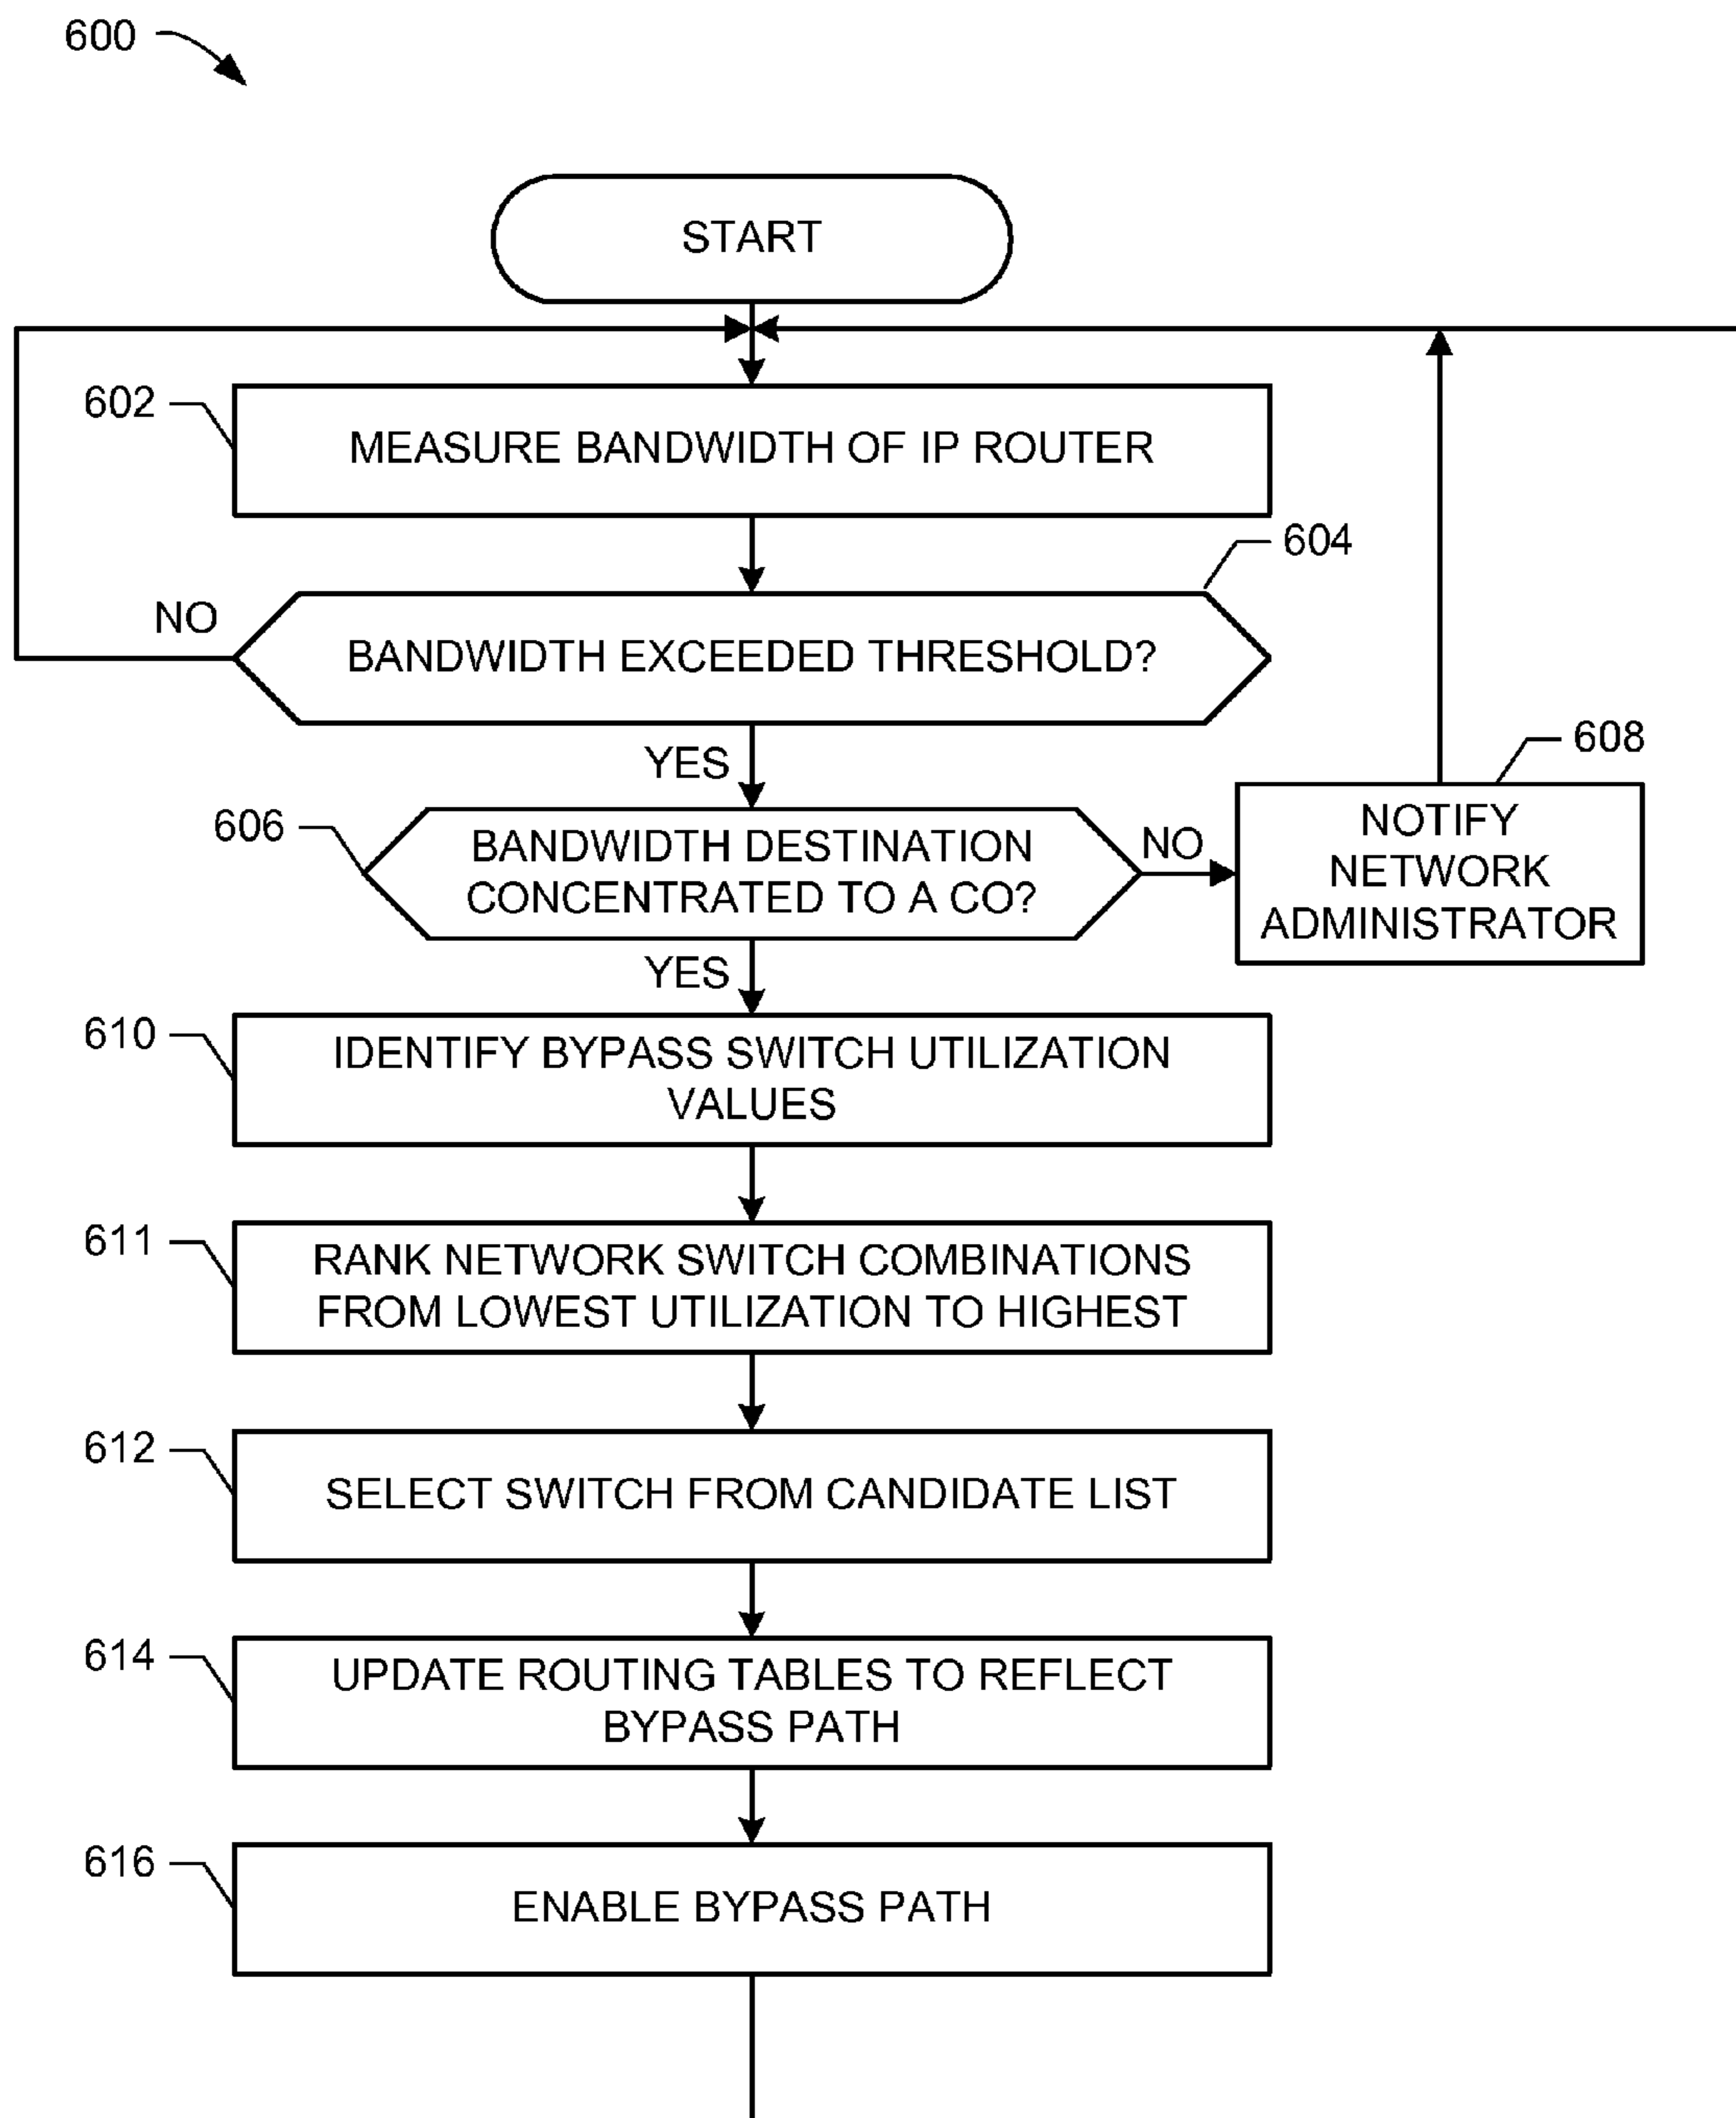 600
START
602
MEASURE BANDWIDTH OF IP ROUTER
604
NO
BANDWIDTH EXCEEDED THRESHOLD?
YES
608
606
BANDWIDTH DESTINATION
CONCENTRATED TO A CO?
NO
NOTIFY
NETWORK
ADMINISTRATOR
YES
610
IDENTIFY BYPASS SWITCH UTILIZATION
VALUES
611
RANK NETWORK SWITCH COMBINATIONS
FROM LOWEST UTILIZATION TO HIGHEST
612
SELECT SWITCH FROM CANDIDATE LIST
614
UPDATE ROUTING TABLES TO REFLECT
BYPASS PATH
616
ENABLE BYPASS PATH